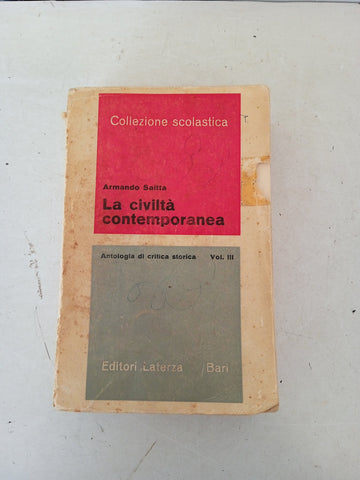 Collezione scolastica
Armando Saitta
La civiltà
contemporanea
Antologia di critica storica Vol. III
Editori Laterza Bari